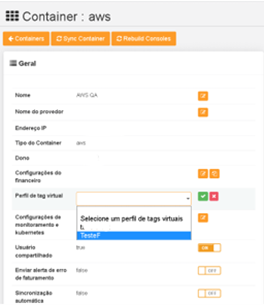 Container : aws
Containers
Sync Container
Rebuild Consoles
Geral
Nome AWS QA
Nome do provedor
Endereço IP
Tipo do Container aws
Dono
Configurações do
financeiro
Perfil de tag virtual
Selecione um perfil de tags virtuais
t.
TesteF
Configurações de
monitoramento e
kubernetes
Usuário true ON
compartilhado
Enviar alerta de erro false OFF
de faturamento
Sincronização false OFF
automática